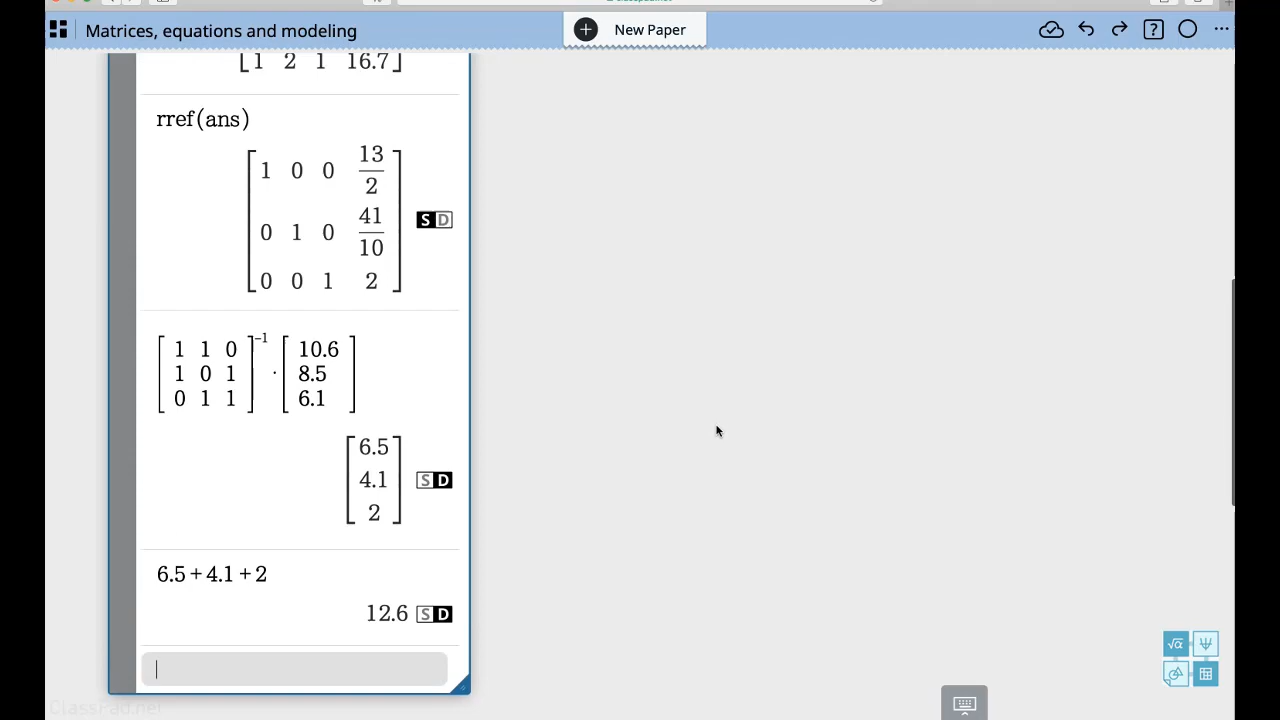 Matrices, equations and modeling
New Paper
?
...
[1 2 1 16.7]
rref(ans)
1 0 0 13/2
0 1 0 41/10
0 0 1 2
S D
[1 1 0]⁻¹ · [10.6]
[1 0 1] [8.5]
[0 1 1] [6.1]
6.5
4.1
2
S D
6.5+4.1+2
12.6 S D
√α
ClassPad.net